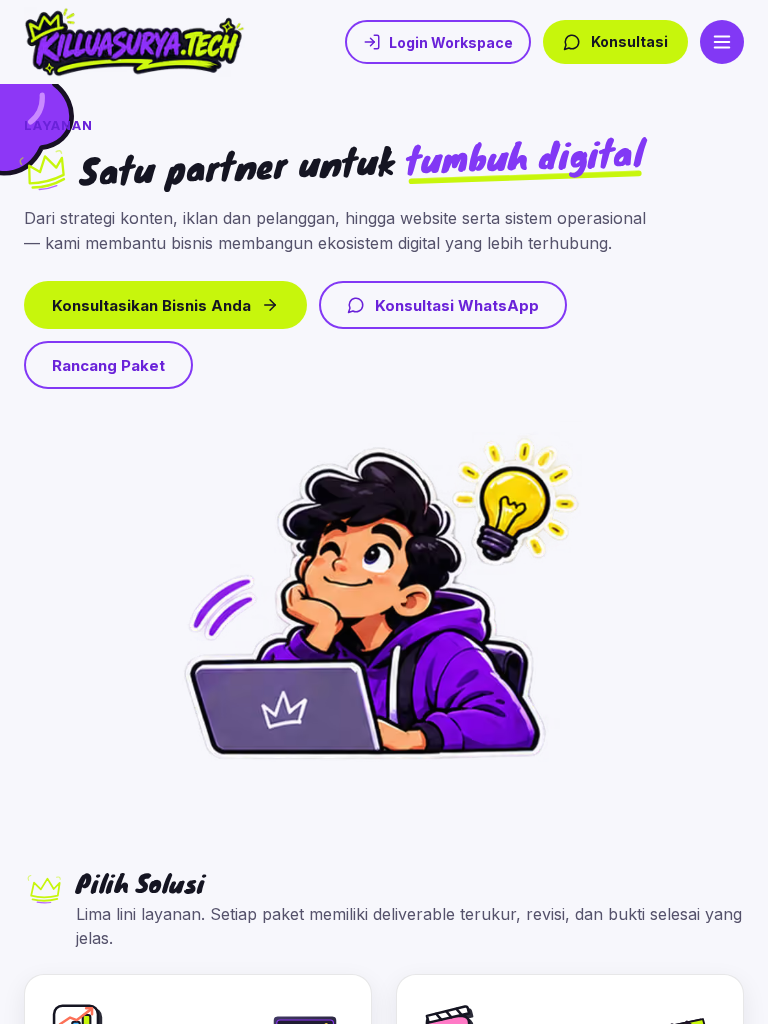 KILLUASURYA.TECH
Login Workspace
Konsultasi
LAYANAN
Satu partner untuk tumbuh digital
Dari strategi konten, iklan dan pelanggan, hingga website serta sistem operasional
— kami membantu bisnis membangun ekosistem digital yang lebih terhubung.
Konsultasikan Bisnis Anda
Konsultasi WhatsApp
Rancang Paket
Pilih Solusi
Lima lini layanan. Setiap paket memiliki deliverable terukur, revisi, dan bukti selesai yang
jelas.